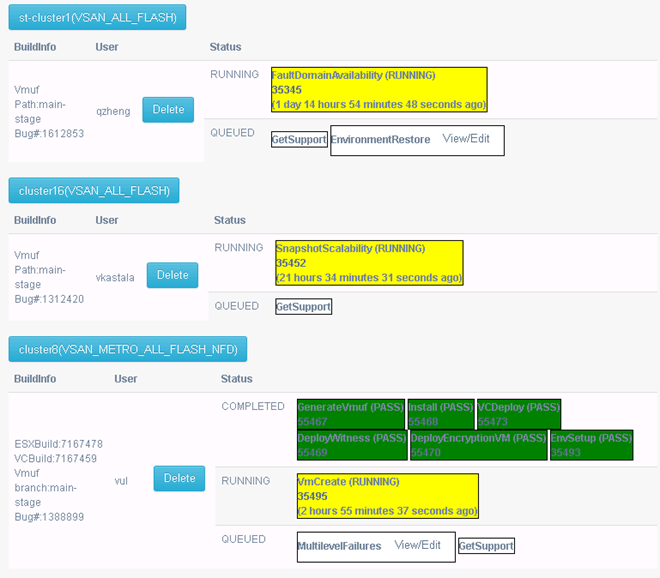 st-cluster1(VSAN_ALL_FLASH)
BuildInfo User Status
Vmuf
Path:main-
stage
Bug#:1612853
qzheng
Delete
RUNNING
FaultDomainAvailability (RUNNING)
35345
(1 day 14 hours 54 minutes 48 seconds ago)
QUEUED
GetSupport
EnvironmentRestore View/Edit
cluster16(VSAN_ALL_FLASH)
BuildInfo User Status
Vmuf
Path:main-
stage
Bug#:1312420
vkastala
Delete
RUNNING
SnapshotScalability (RUNNING)
35452
(21 hours 34 minutes 31 seconds ago)
QUEUED
GetSupport
cluster8(VSAN_METRO_ALL_FLASH_NFD)
BuildInfo User Status
ESXBuild:7167478
VCBuild:7167459
Vmuf
branch:main-
stage
Bug#:1388899
vul
Delete
COMPLETED
GenerateVmuf (PASS) Install (PASS) VCDeploy (PASS)
55467 55468 55473
DeployWitness (PASS) DeployEncryptionVM (PASS) EnvSetup (PASS)
55469 55470 35493
RUNNING
VmCreate (RUNNING)
35495
(2 hours 55 minutes 37 seconds ago)
QUEUED
MultilevelFailures View/Edit
GetSupport